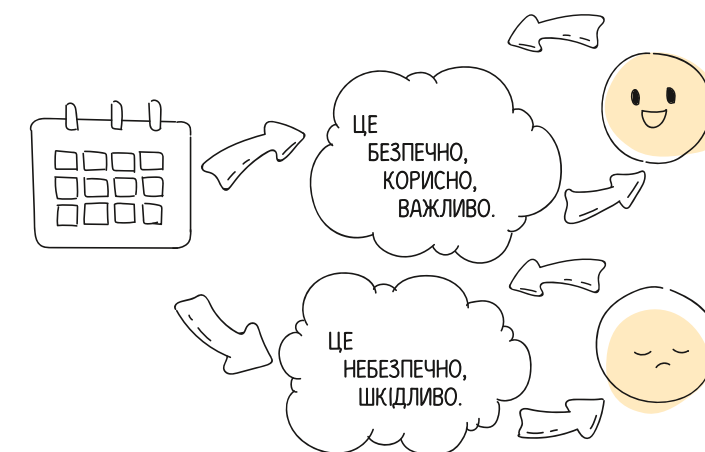 ЦЕ
БЕЗПЕЧНО,
КОРИСНО,
ВАЖЛИВО.
ЦЕ
НЕБЕЗПЕЧНО,
ШКІДЛИВО.